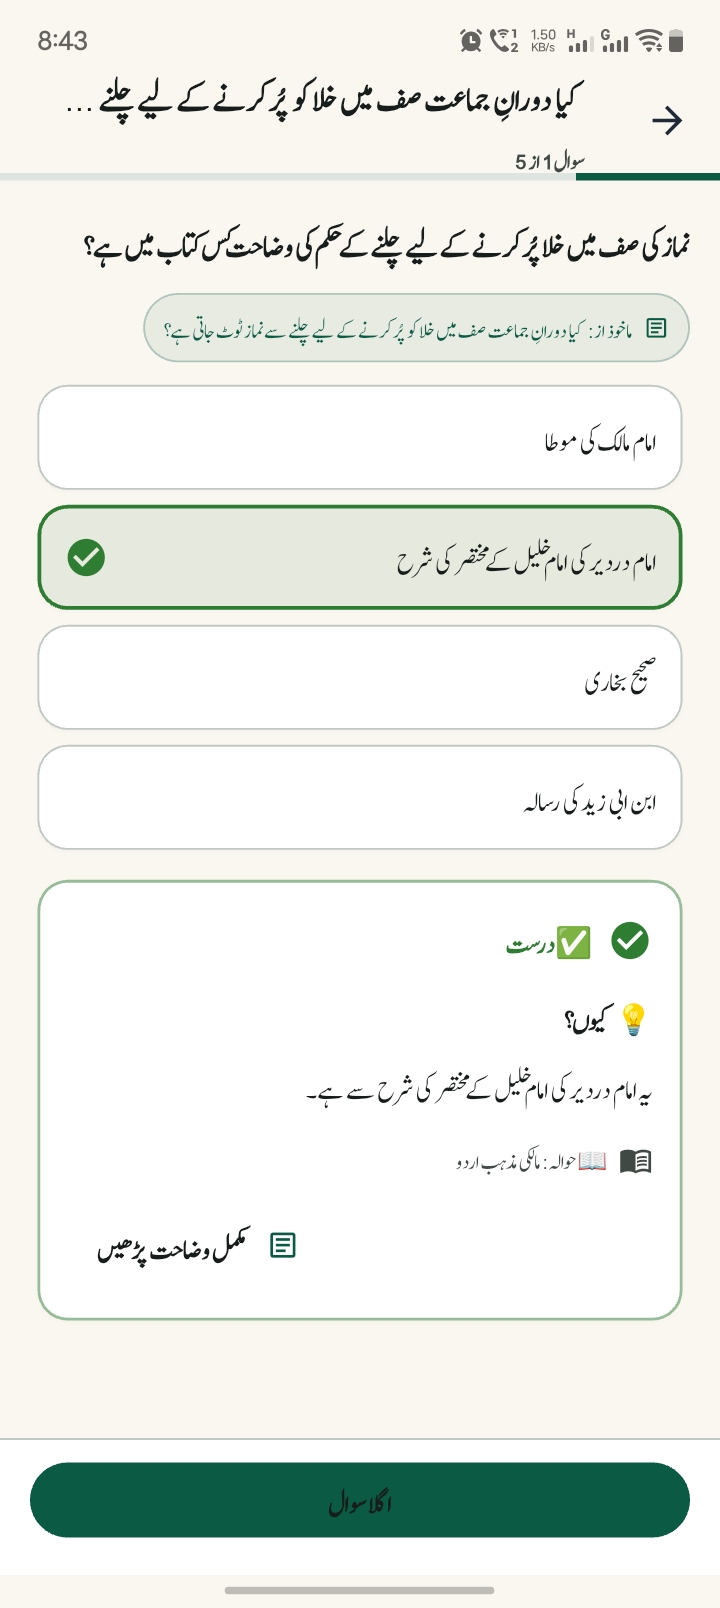 8:43
1.50 KB/s
H
G
1
2
کیا دورانِ جماعت صف میں خلا کو پُر کرنے کے لیے چلنے ...
سوال 1 از 5
نماز کی صف میں خلا پُر کرنے کے لیے چلنے کے حکم کی وضاحت کس کتاب میں ہے؟
ماخوذ از: کیا دورانِ جماعت صف میں خلا کو پُر کرنے کے لیے چلنے سے نماز ٹوٹ جاتی ہے؟
امام مالک کی موطا
امام دردیر کی امام خلیل کے مختصر کی شرح
صحیح بخاری
ابن ابی زید کی رسالہ
✅ درست
💡 کیوں؟
یہ امام دردیر کی امام خلیل کے مختصر کی شرح سے ہے۔
📖 حوالہ: مالکی مذہب اردو
مکمل وضاحت پڑھیں
اگلا سوال